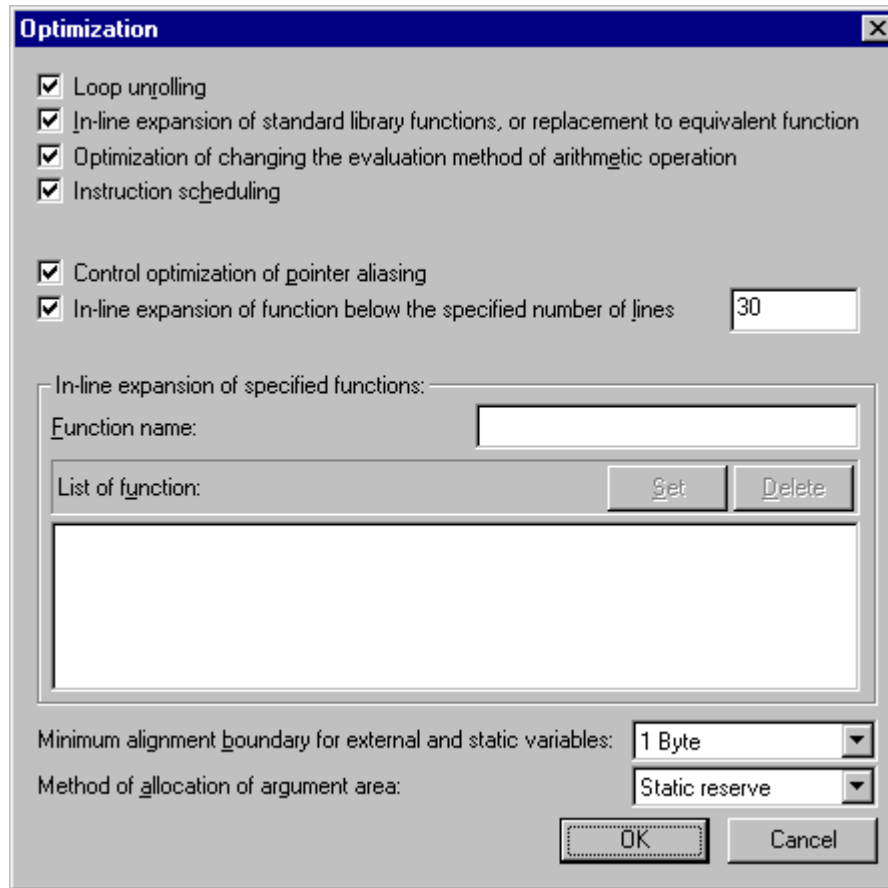 Optimization
Loop unrolling
In-line expansion of standard library functions, or replacement to equivalent function
Optimization of changing the evaluation method of arithmetic operation
Instruction scheduling
Control optimization of pointer aliasing
In-line expansion of function below the specified number of lines 30
In-line expansion of specified functions:
Function name:
List of function: Set Delete
Minimum alignment boundary for external and static variables: 1 Byte
Method of allocation of argument area: Static reserve
OK Cancel